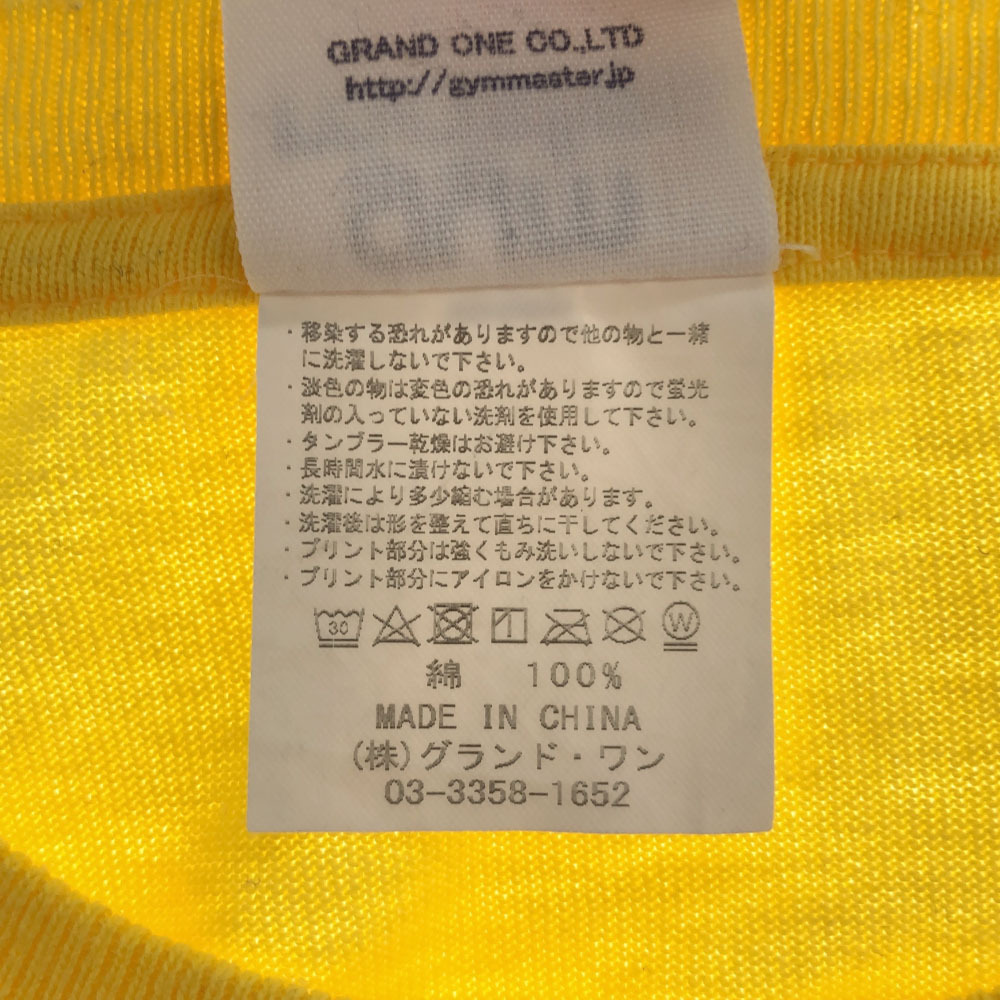 GRAND ONE CO.,LTD
http://gymmaster.jp
・移染する恐れがありますので他の物と一緒
に洗濯しないで下さい。
・淡色の物は変色の恐れがありますので蛍光
剤の入っていない洗剤を使用して下さい。
・タンブラー乾燥はお避け下さい。
・長時間水に漬けないで下さい。
・洗濯により多少縮む場合があります。
・洗濯後は形を整えて直ちに干してください。
・プリント部分は強くもみ洗いしないで下さい。
・プリント部分にアイロンをかけないで下さい。
30 W
綿 100%
MADE IN CHINA
(株)グランド・ワン
03-3358-1652